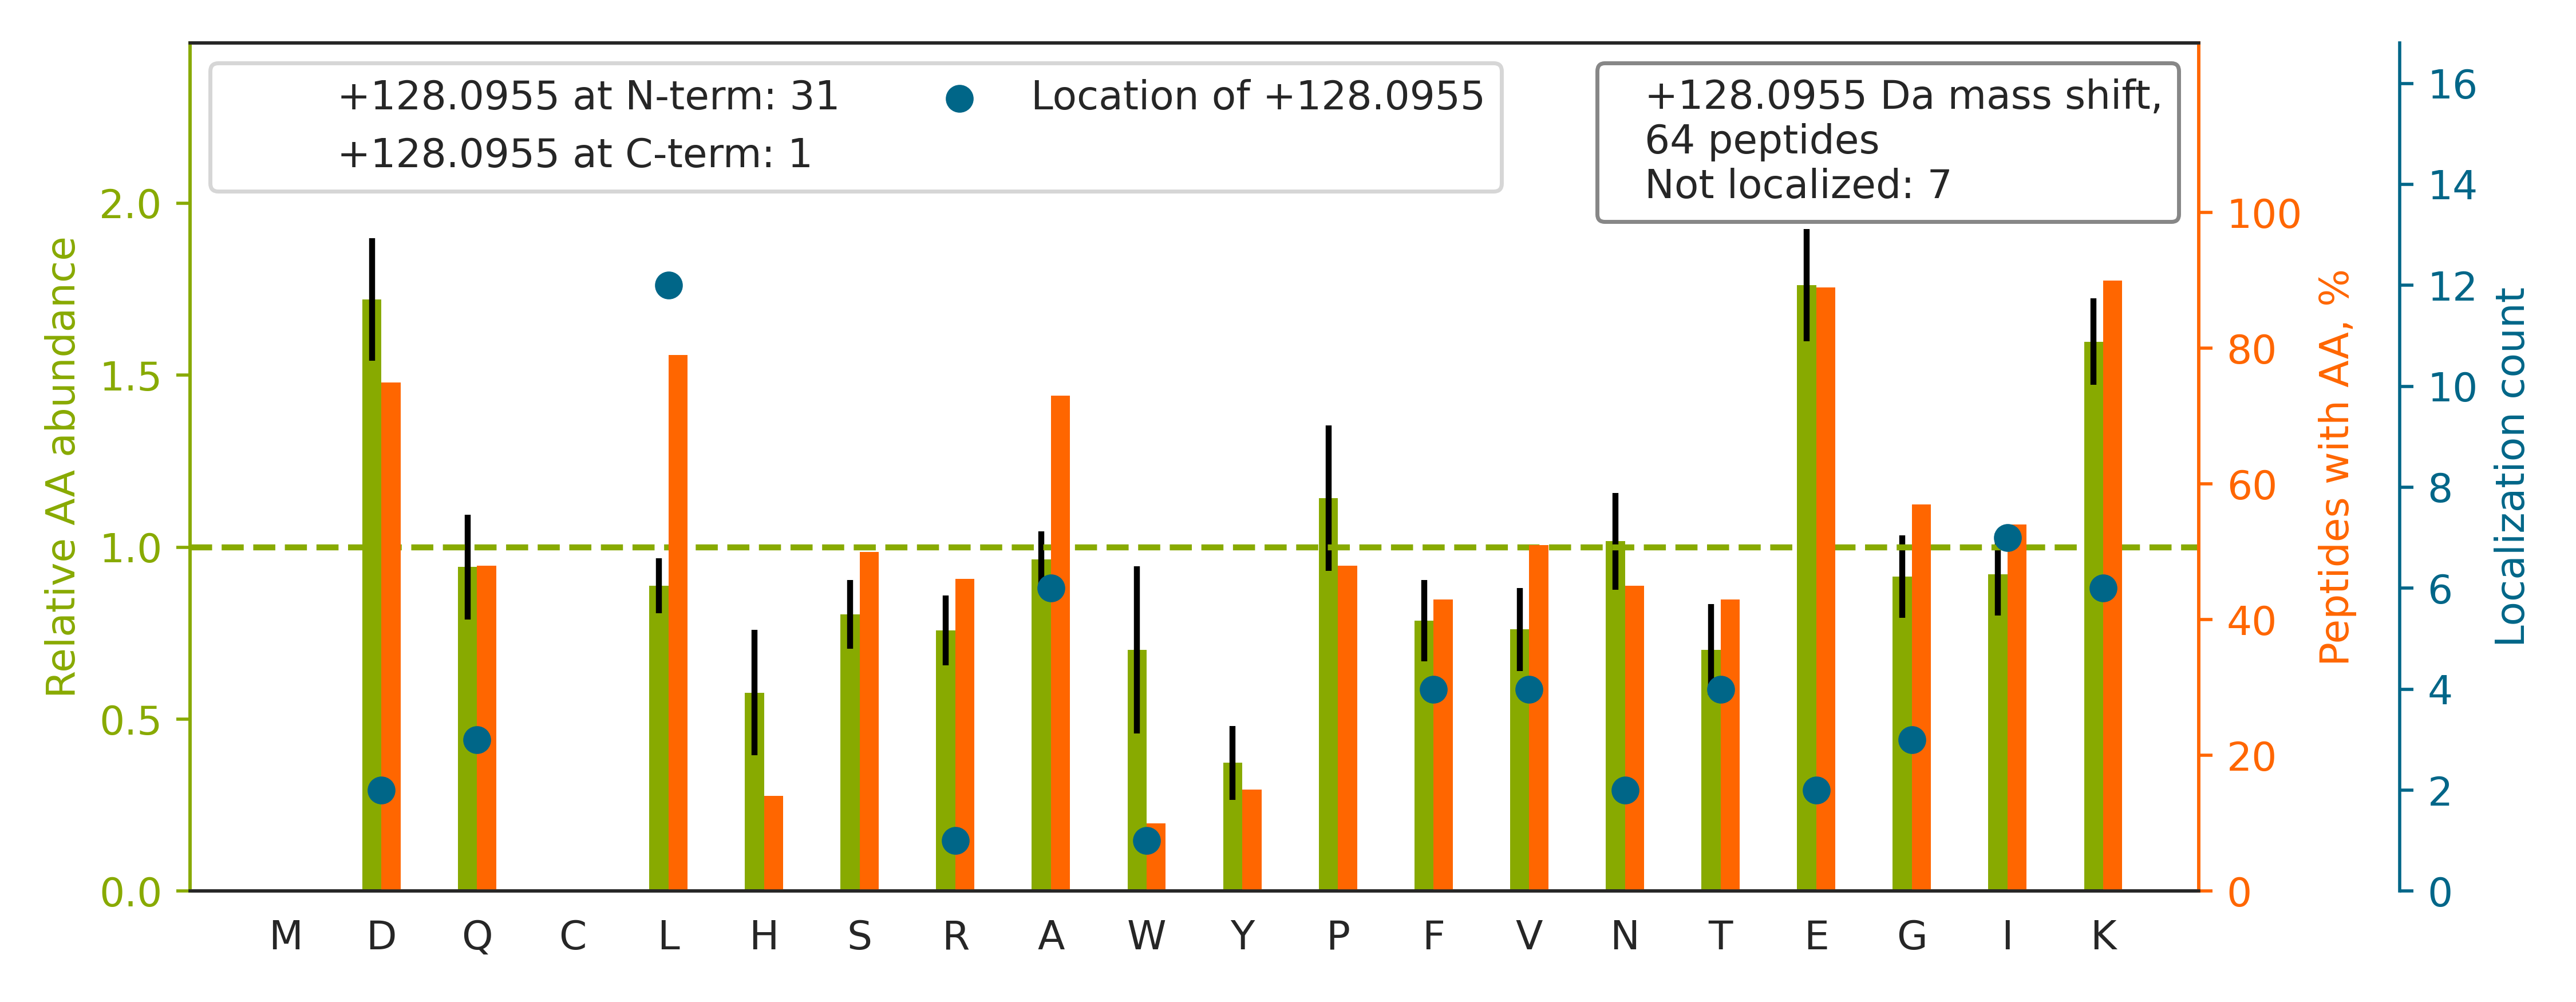 +128.0955 at N-term: 31
+128.0955 at C-term: 1
Location of +128.0955
+128.0955 Da mass shift,
64 peptides
Not localized: 7
Relative AA abundance
2.0
1.5
1.0
0.5
0.0
M D Q C L H S R A W Y P F V N T E G I K
100
80
60
40
20
0
Peptides with AA, %
16
14
12
10
8
6
4
2
0
Localization count